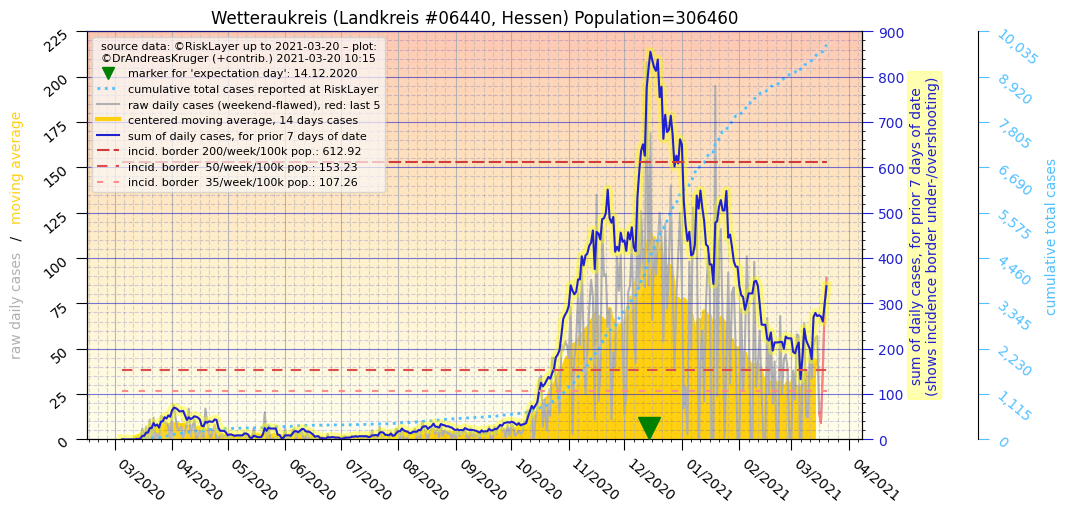 Wetteraukreis (Landkreis #06440, Hessen) Population=306460
source data: ©RiskLayer up to 2021-03-20 – plot:
©DrAndreasKruger (+contrib.) 2021-03-20 10:15
marker for 'expectation day': 14.12.2020
cumulative total cases reported at RiskLayer
raw daily cases (weekend-flawed), red: last 5
centered moving average, 14 days cases
sum of daily cases, for prior 7 days of date
incid. border 200/week/100k pop.: 612.92
incid. border  50/week/100k pop.: 153.23
incid. border  35/week/100k pop.: 107.26
raw daily cases / moving average
225
200
175
150
125
100
75
50
25
0
03/2020
04/2020
05/2020
06/2020
07/2020
08/2020
09/2020
10/2020
11/2020
12/2020
01/2021
02/2021
03/2021
04/2021
900
800
700
600
500
400
300
200
100
0
sum of daily cases, for prior 7 days of date
(shows incidence border under-/overshooting)
10,035
8,920
7,805
6,690
5,575
4,460
3,345
2,230
1,115
0
cumulative total cases